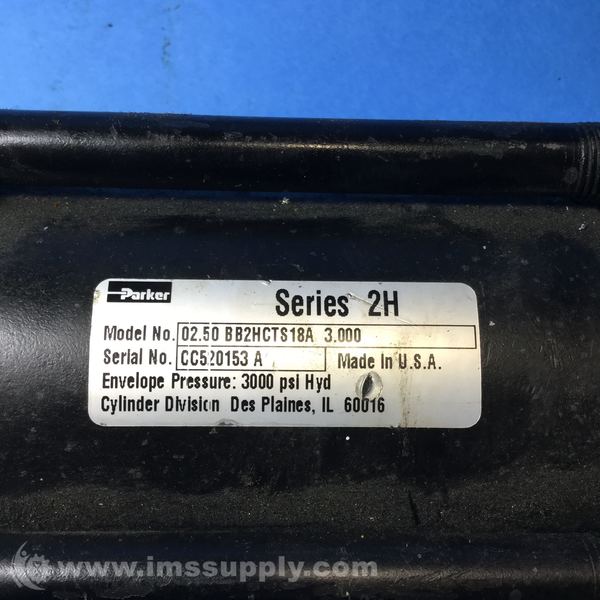 Parker
Series 2H
Model No. 02.50 BB2HCTS18A 3.000
Serial No. CC520153 A Made In U.S.A.
Envelope Pressure: 3000 psi Hyd
Cylinder Division Des Plaines, IL 60016
www.imssupply.com